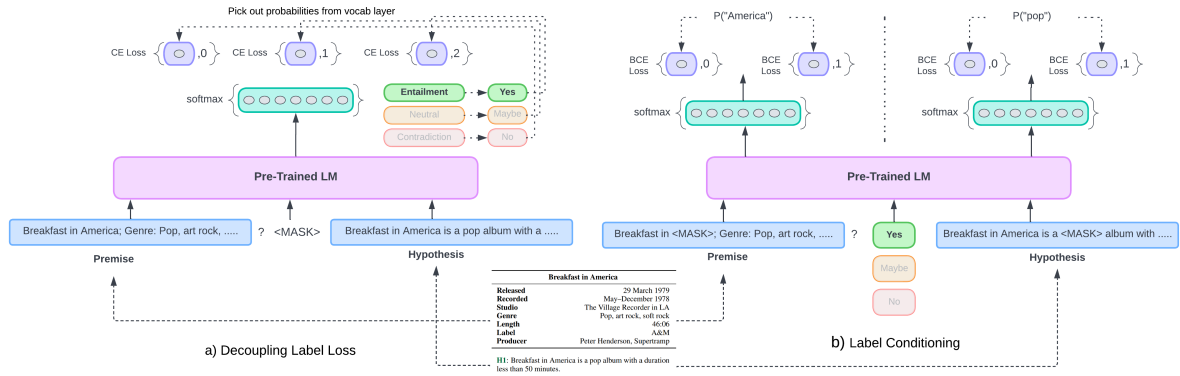 Pick out probabilities from vocab layer
CE Loss { ,0 } CE Loss { ,1 } CE Loss { ,2 }
softmax { }
Entailment Yes
Neutral Maybe
Contradiction No
Pre-Trained LM
Breakfast in America; Genre: Pop, art rock, ..... ? <MASK> Breakfast in America is a pop album with a .....
Premise
Hypothesis
a) Decoupling Label Loss
P("America") P("pop")
BCE Loss { ,0 } BCE Loss { ,1 } BCE Loss { ,0 } BCE Loss { ,1 }
softmax { } softmax { }
Pre-Trained LM
Breakfast in <MASK>; Genre: Pop, art rock, ..... ? Yes Breakfast in America is a <MASK> album with .....
Premise
Hypothesis
Maybe
No
b) Label Conditioning
Breakfast in America
Released 29 March 1979
Recorded May–December 1978
Studio The Village Recorder in LA
Genre Pop, art rock, soft rock
Length 46:06
Label A&M
Producer Peter Henderson, Supertramp
H1: Breakfast in America is a pop album with a duration
less than 50 minutes.